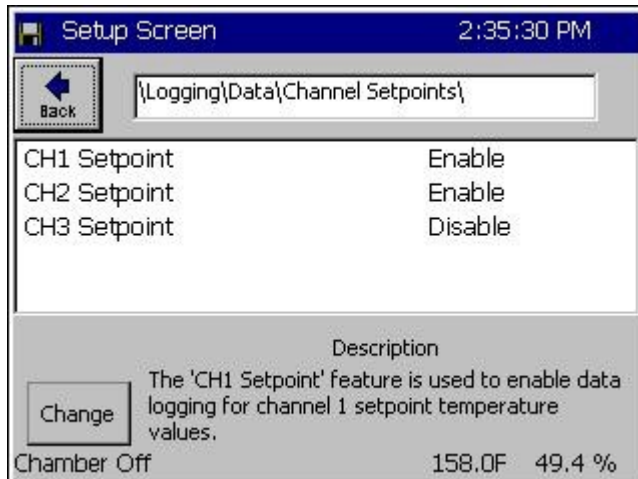 Setup Screen 2:35:30 PM
Back
\Logging\Data\Channel Setpoints\
CH1 Setpoint Enable
CH2 Setpoint Enable
CH3 Setpoint Disable
Description
The 'CH1 Setpoint' feature is used to enable data
logging for channel 1 setpoint temperature
values.
Change
Chamber Off 158.0F 49.4 %